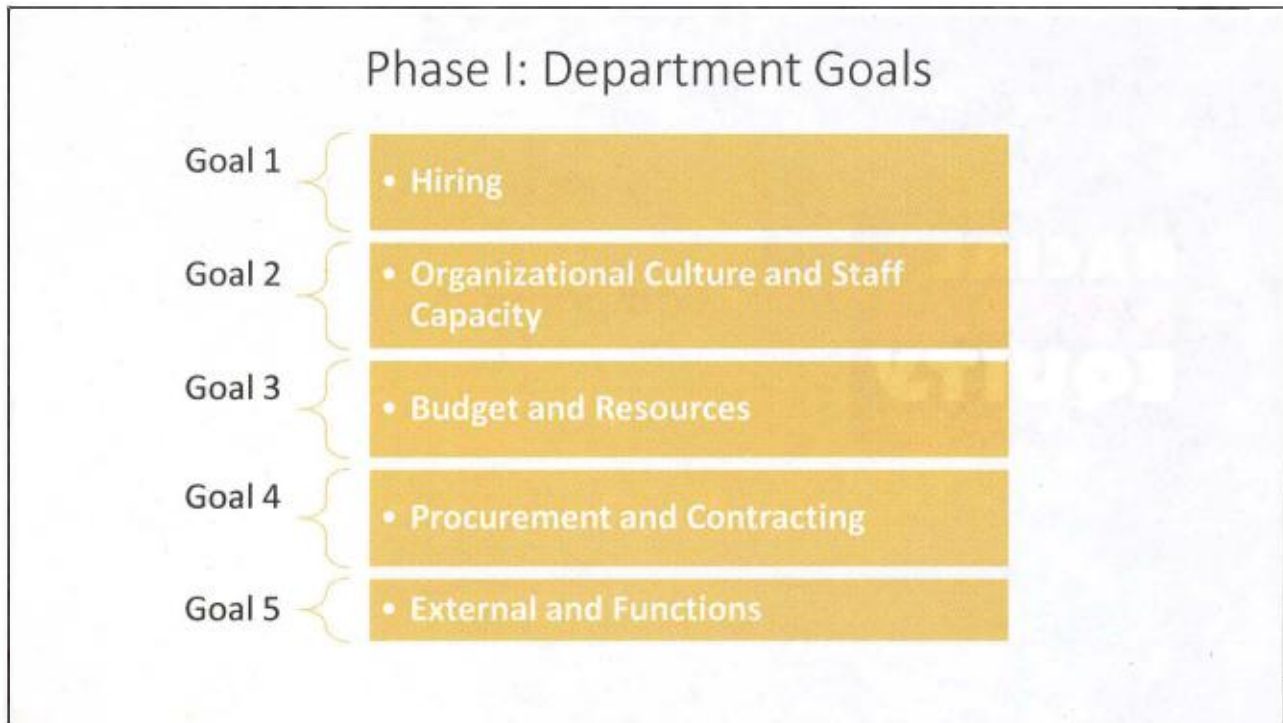 Phase I: Department Goals
Goal 1
• Hiring
Goal 2
• Organizational Culture and Staff
Capacity
Goal 3
• Budget and Resources
Goal 4
• Procurement and Contracting
Goal 5
• External and Functions